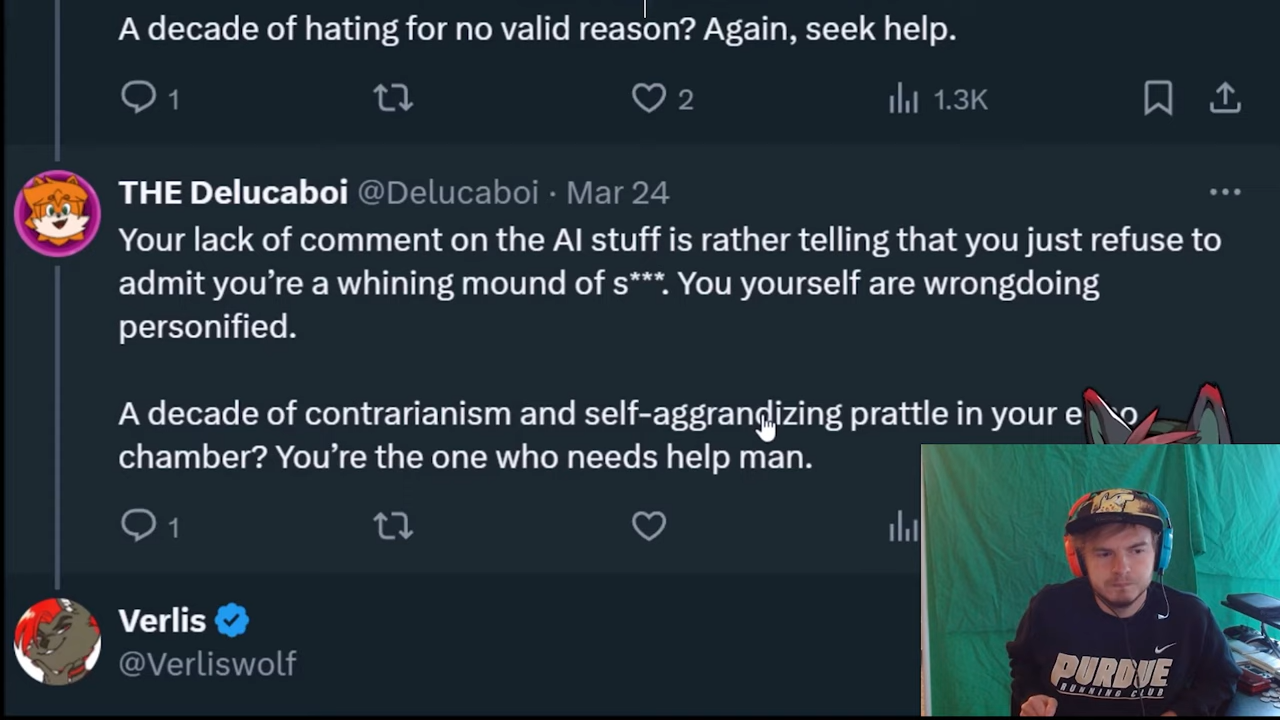 A decade of hating for no valid reason? Again, seek help.
1 2 1.3K
THE Delucaboi @Delucaboi · Mar 24
Your lack of comment on the AI stuff is rather telling that you just refuse to
admit you’re a whining mound of s***. You yourself are wrongdoing
personified.
A decade of contrarianism and self-aggrandizing prattle in your
chamber? You’re the one who needs help man.
1
Verlis
@Verliswolf
PURDUE
RUNNING CLUB